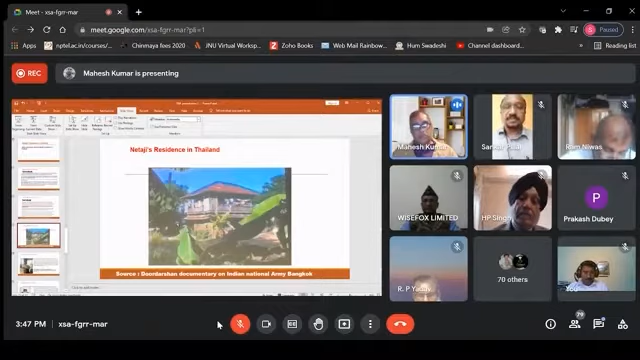 Meet - xsa-fgrr-mar
meet.google.com/xsa-fgrr-mar?pli=1
Paused
Apps
nptel.ac.in/courses/...
Chinmaya fees 2020
JNU Virtual Worksp...
Zoho Books
Web Mail Rainbow...
Hum Swadeshi
Channel dashboard...
Reading list
REC
Mahesh Kumar is presenting
Netaji's Residence in Thailand
Source : Doordarshan documentary on Indian national Army Bangkok
Mahesh Kumar
Ram Niwas
WISEFOX LIMITED
HP Singh
P
Prakash Dubey
R. P Yadav
70 others
You
3:47 PM
xsa-fgrr-mar
79